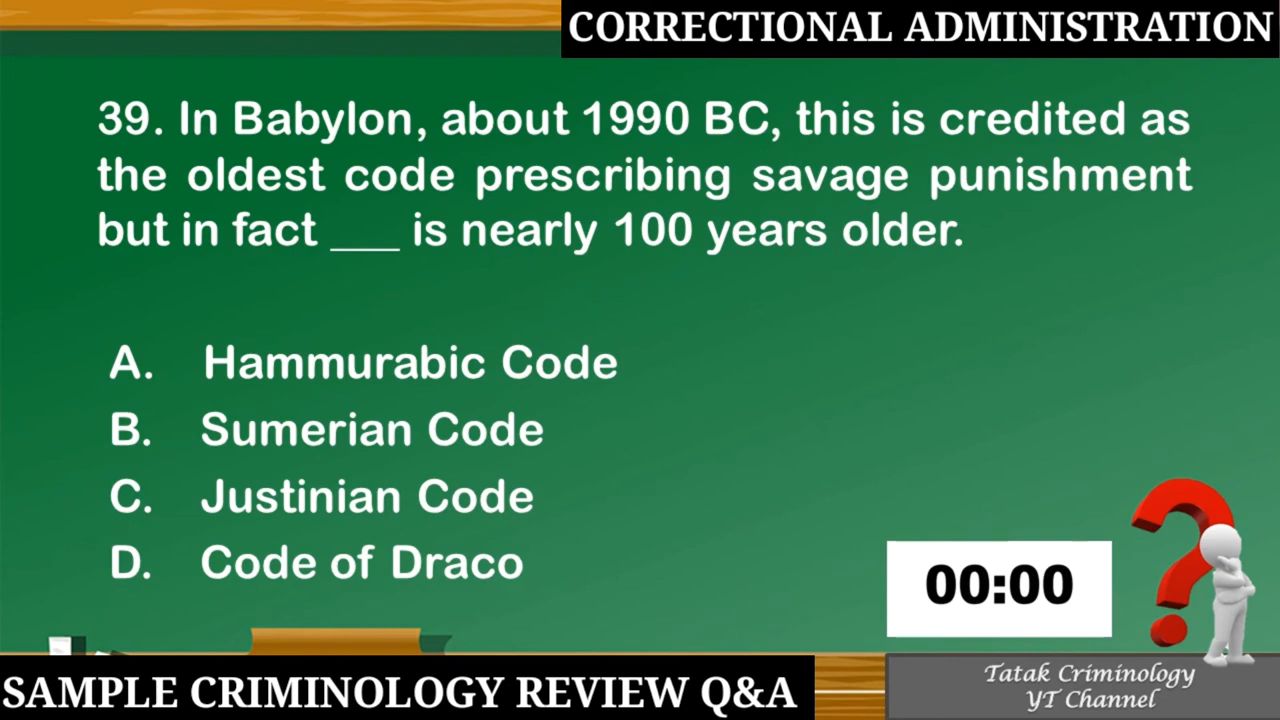 CORRECTIONAL ADMINISTRATION
39. In Babylon, about 1990 BC, this is credited as
the oldest code prescribing savage punishment
but in fact ___ is nearly 100 years older.
A. Hammurabic Code
B. Sumerian Code
C. Justinian Code
D. Code of Draco
00:00
SAMPLE CRIMINOLOGY REVIEW Q&A
Tatak Criminology
YT Channel